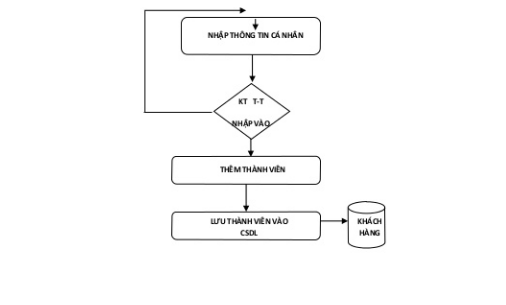 NHẬP THÔNG TIN CÁ NHÂN
KT T-T
NHẬP VÀO
THÊM THÀNH VIÊN
LƯU THÀNH VIÊN VÀO
CSDL
KHÁCH
HÀNG